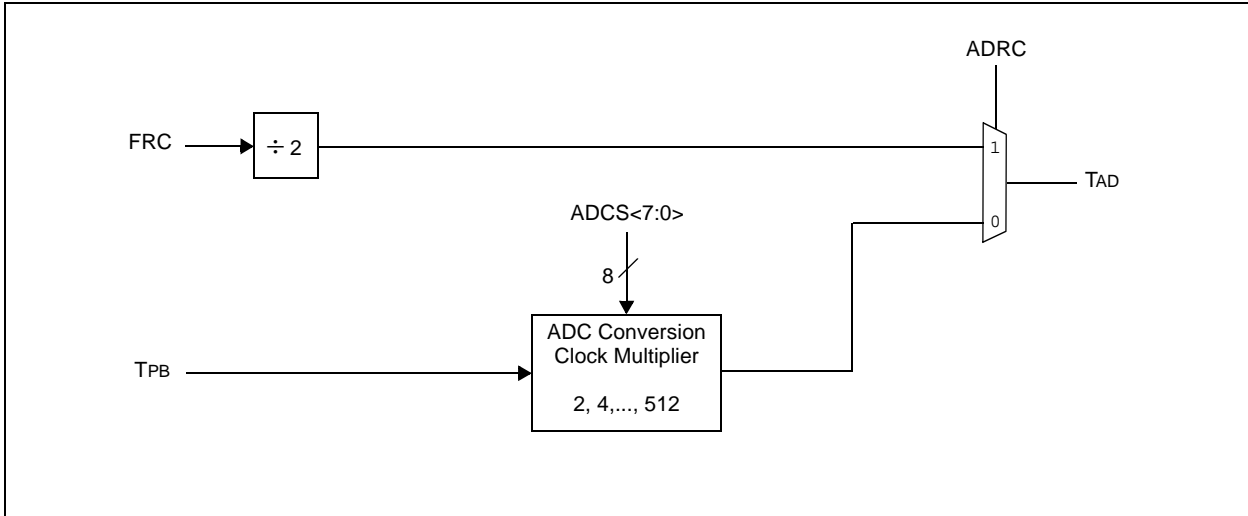 ADRC
FRC
÷ 2
1
TAD
ADCS<7:0>
0
8
ADC Conversion
Clock Multiplier
TPB
2, 4,..., 512